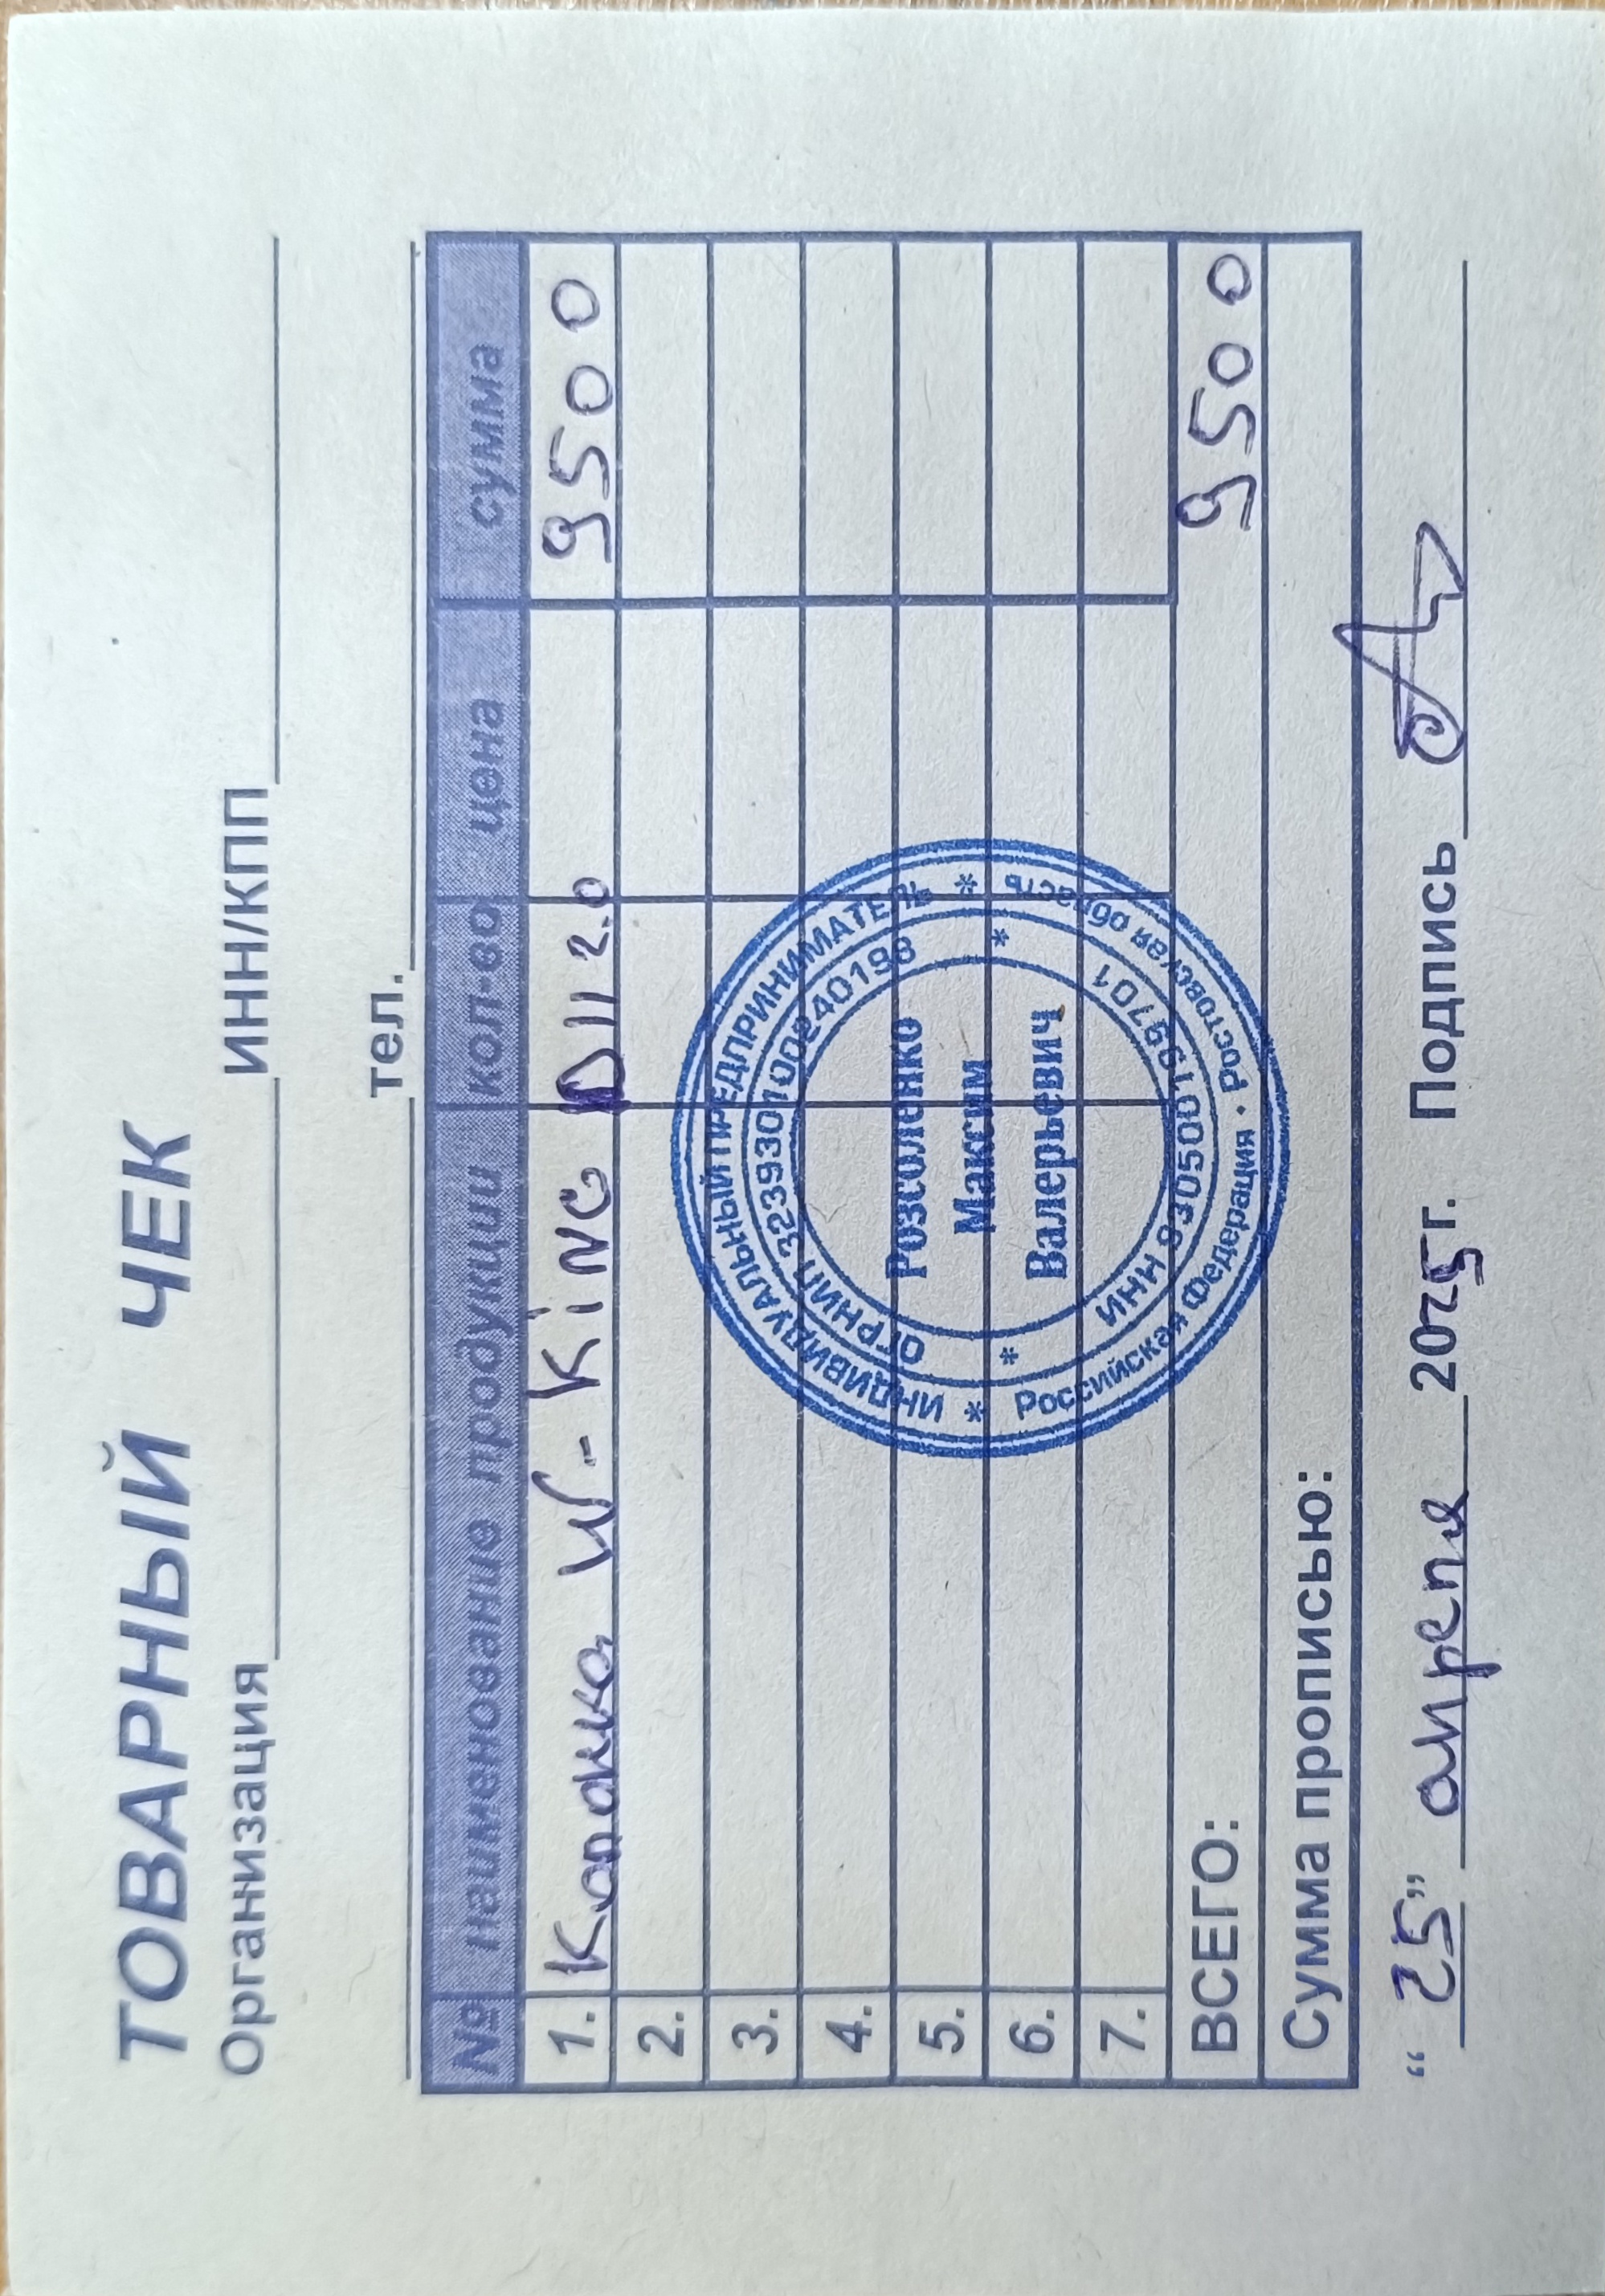 ТОВАРНЫЙ ЧЕК
Организация ИНН/КПП
тел.
№ наименование продукции кол-во цена сумма
1. Колонка W-KING D11 2.0 9500
2.
3.
4.
5.
6.
7.
ВСЕГО: 9500
Сумма прописью:
"25" апреля 2025г. Подпись
ИНДИВИДУАЛЬНЫЙ ПРЕДПРИНИМАТЕЛЬ
ОГРНИП 323930100240198
Розсоленко
Максим
Валерьевич
ИНН 930500199701
Российская Федерация · Ростовская область